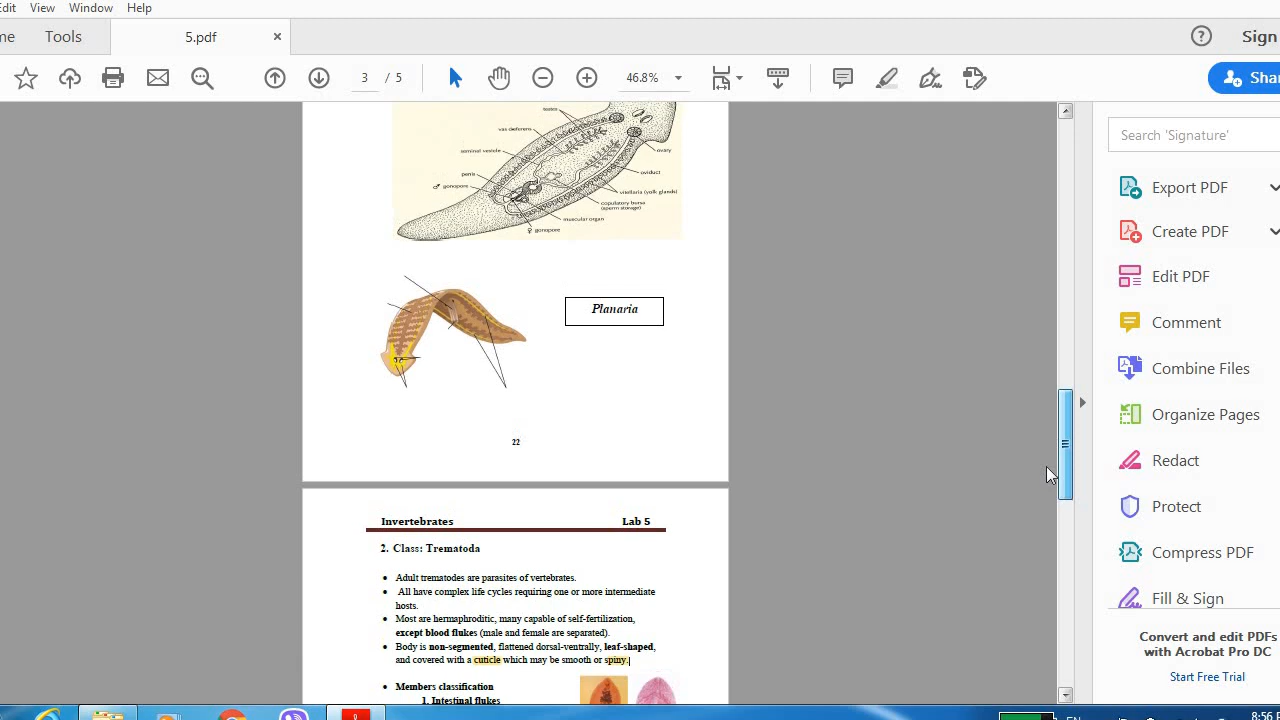 Edit View Window Help
me Tools 5.pdf × ? Sign
3 / 5 46.8% Shar
Search 'Signature'
Export PDF
Create PDF
Edit PDF
Comment
Combine Files
Organize Pages
Redact
Protect
Compress PDF
Fill & Sign
Convert and edit PDFs
with Acrobat Pro DC
Start Free Trial
testes
vas deferens
seminal vesicle
penis
♂ gonopore
ovary
oviduct
vitellaria (yolk glands)
copulatory bursa
(sperm storage)
muscular organ
♀ gonopore
Planaria
22
Invertebrates Lab 5
2. Class: Trematoda
• Adult trematodes are parasites of vertebrates.
• All have complex life cycles requiring one or more intermediate
hosts.
• Most are hermaphroditic, many capable of self-fertilization,
except blood flukes (male and female are separated).
• Body is non-segmented, flattened dorsal-ventrally, leaf-shaped,
and covered with a cuticle which may be smooth or spiny.
• Members classification
1. Intestinal flukes
EN 8:56